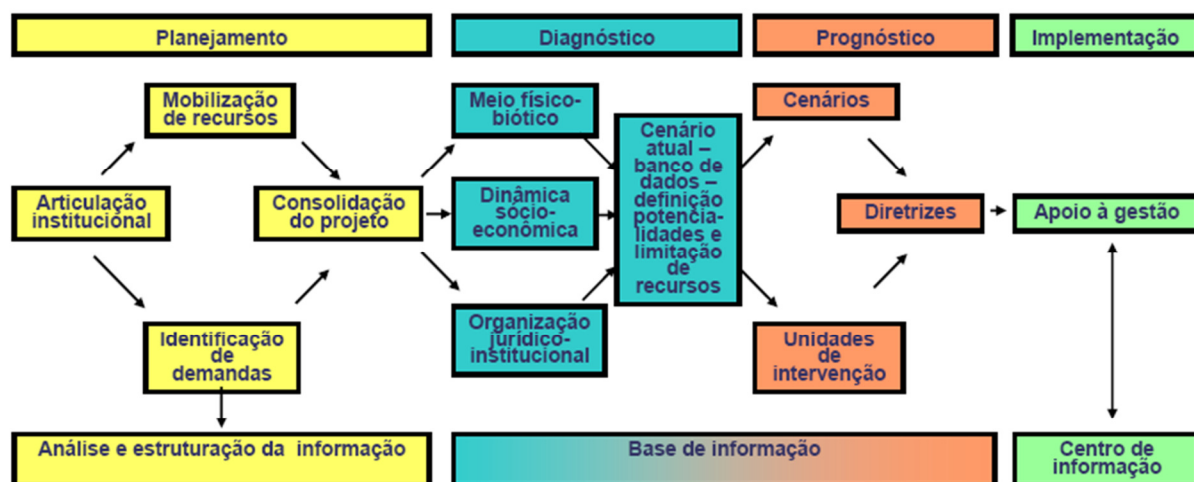 Planejamento
Diagnóstico
Prognóstico
Implementação
Mobilização
de recursos
Articulação
institucional
Consolidação
do projeto
Identificação
de
demandas
Análise e estruturação da informação
Meio físico-
biótico
Dinâmica
sócio-
econômica
Organização
jurídico-
institucional
Cenário
atual –
banco de
dados –
definição
potencia-
lidades e
limitação
de
recursos
Base de informação
Cenários
Diretrizes
Unidades
de
intervenção
Apoio à gestão
Centro de
informação